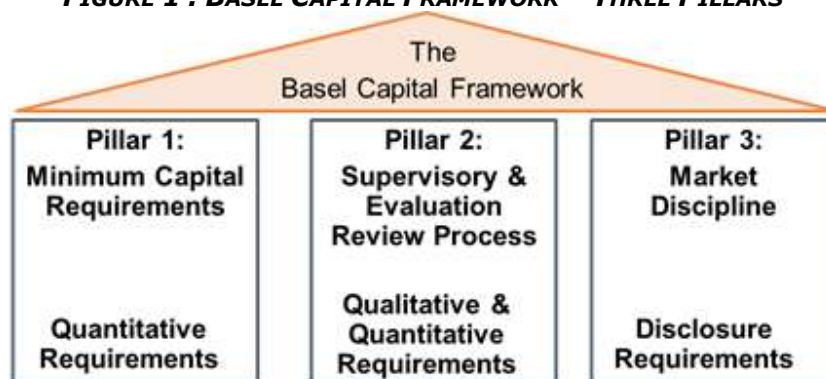 FIGURE 1 : BASEL CAPITAL FRAMEWORK THREE PILLARS
The
Basel Capital Framework
Pillar 1:
Minimum Capital
Requirements
Quantitative
Requirements
Pillar 2:
Supervisory &
Evaluation
Review Process
Qualitative &
Quantitative
Requirements
Pillar 3:
Market
Discipline
Disclosure
Requirements